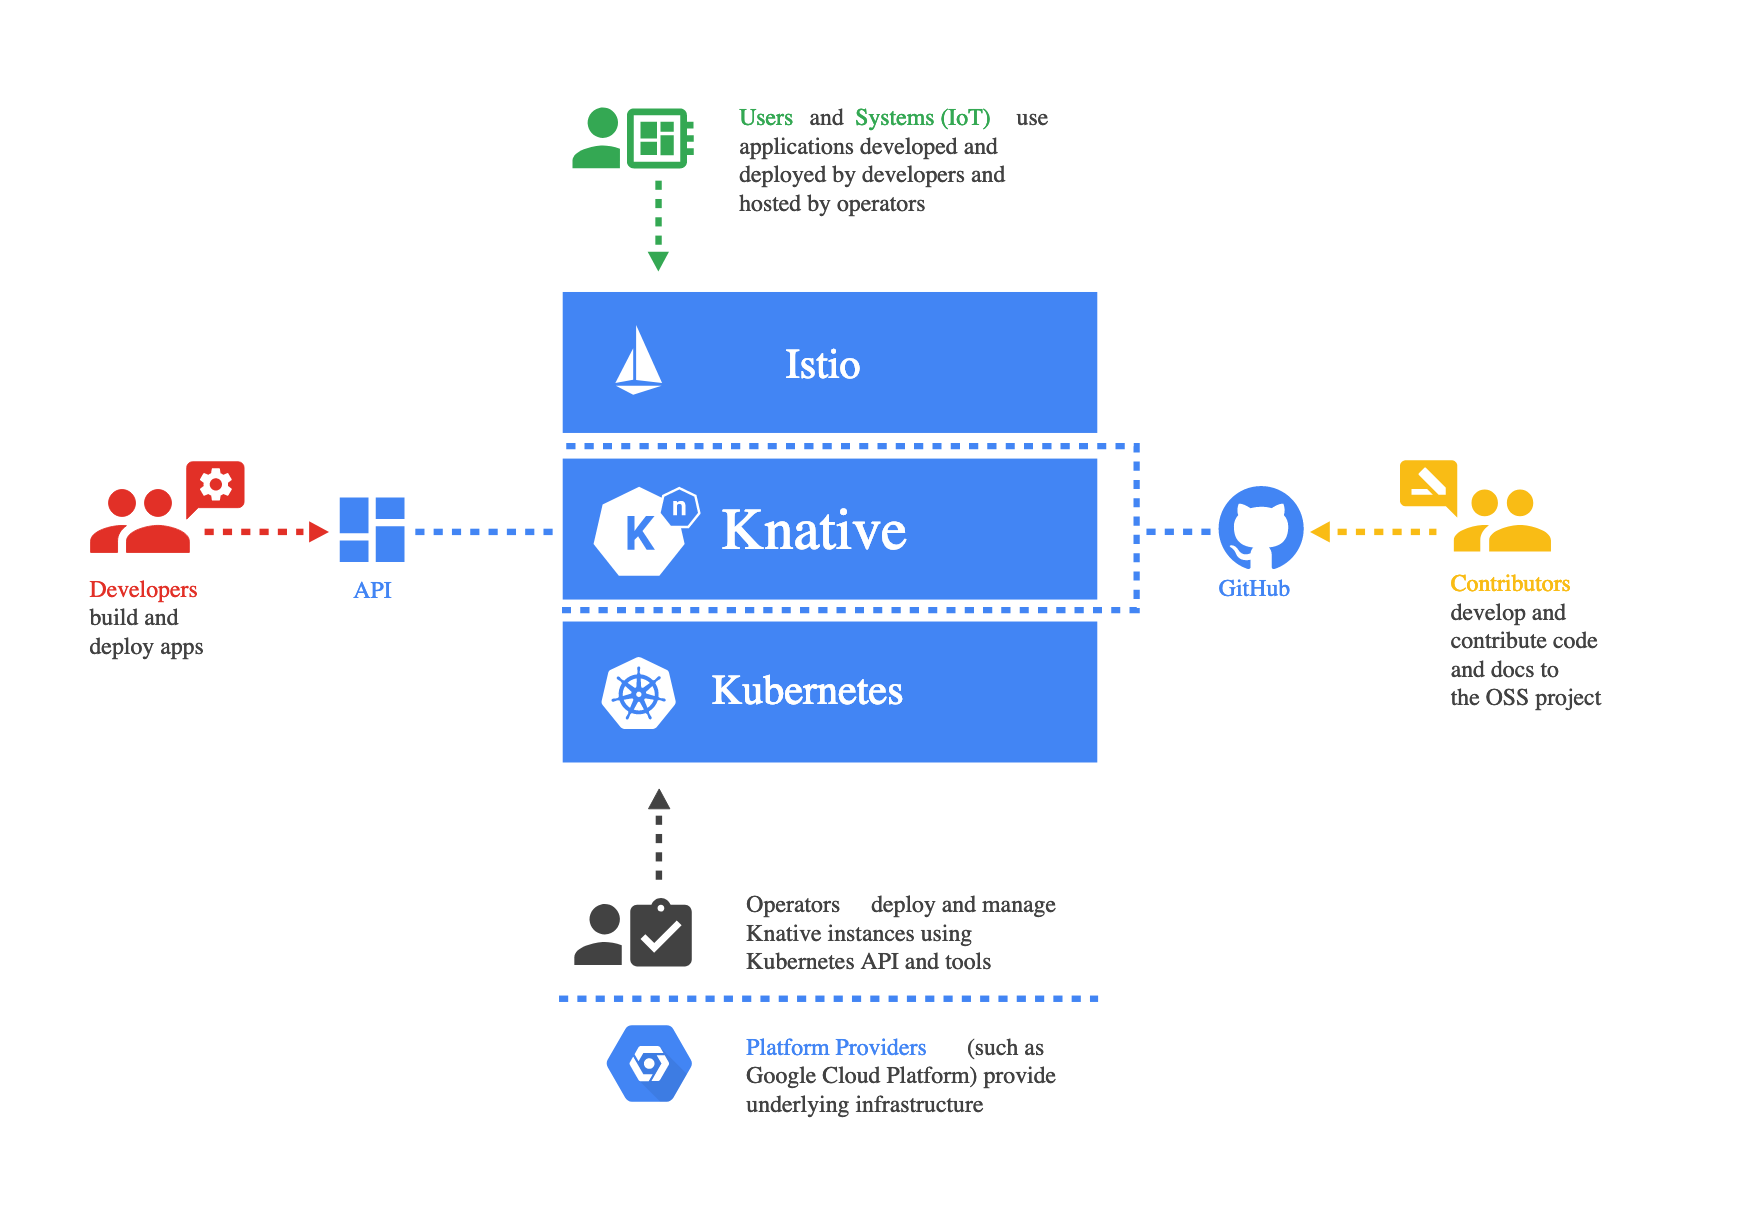 Users and Systems (IoT) use
applications developed and
deployed by developers and
hosted by operators
Istio
K n Knative
Kubernetes
Developers
build and
deploy apps
API
GitHub
Contributors
develop and
contribute code
and docs to
the OSS project
Operators deploy and manage
Knative instances using
Kubernetes API and tools
Platform Providers (such as
Google Cloud Platform) provide
underlying infrastructure